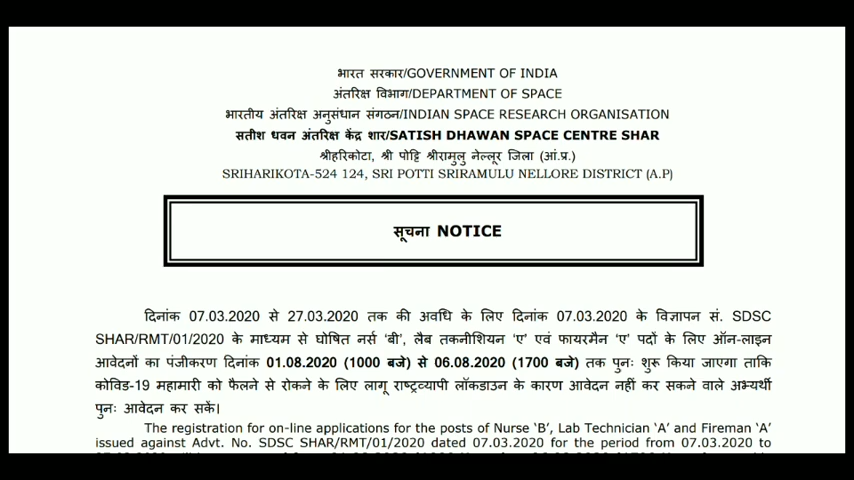 भारत सरकार/GOVERNMENT OF INDIA
अंतरिक्ष विभाग/DEPARTMENT OF SPACE
भारतीय अंतरिक्ष अनुसंधान संगठन/INDIAN SPACE RESEARCH ORGANISATION
सतीश धवन अंतरिक्ष केंद्र शार/SATISH DHAWAN SPACE CENTRE SHAR
श्रीहरिकोटा, श्री पोट्टि श्रीरामुलु नेल्लूर जिला (आं.प्र.)
SRIHARIKOTA-524 124, SRI POTTI SRIRAMULU NELLORE DISTRICT (A.P)
सूचना NOTICE
दिनांक 07.03.2020 से 27.03.2020 तक की अवधि के लिए दिनांक 07.03.2020 के विज्ञापन सं. SDSC
SHAR/RMT/01/2020 के माध्यम से घोषित नर्स ‘बी’, लैब तकनीशियन ‘ए’ एवं फायरमैन ‘ए’ पदों के लिए ऑन-लाइन
आवेदनों का पंजीकरण दिनांक 01.08.2020 (1000 बजे) से 06.08.2020 (1700 बजे) तक पुनः शुरू किया जाएगा ताकि
कोविड-19 महामारी को फैलने से रोकने के लिए लागू राष्ट्रव्यापी लॉकडाउन के कारण आवेदन नहीं कर सकने वाले अभ्यर्थी
पुनः आवेदन कर सकें।
The registration for on-line applications for the posts of Nurse ‘B’, Lab Technician ‘A’ and Fireman ‘A’
issued against Advt. No. SDSC SHAR/RMT/01/2020 dated 07.03.2020 for the period from 07.03.2020 to